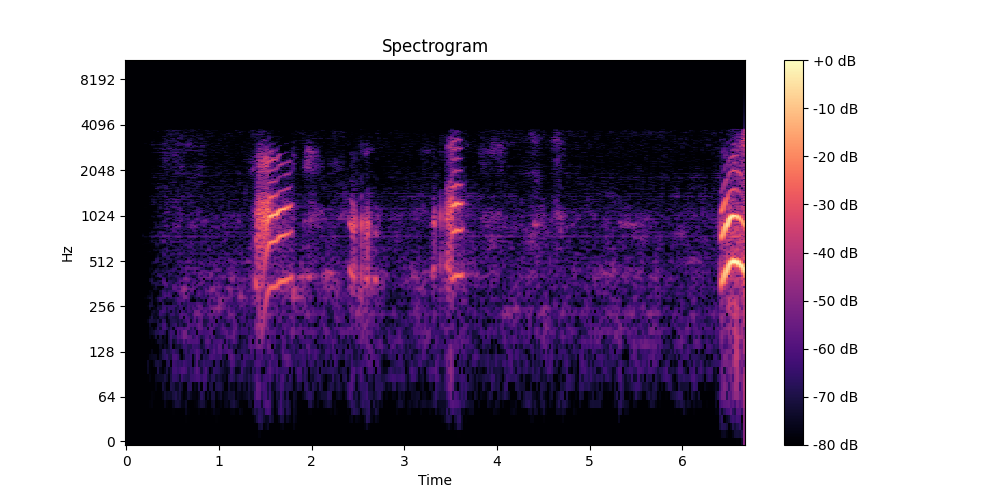 Spectrogram
8192
4096
2048
1024
512
256
128
64
0
Hz
0 1 2 3 4 5 6
Time
+0 dB
-10 dB
-20 dB
-30 dB
-40 dB
-50 dB
-60 dB
-70 dB
-80 dB